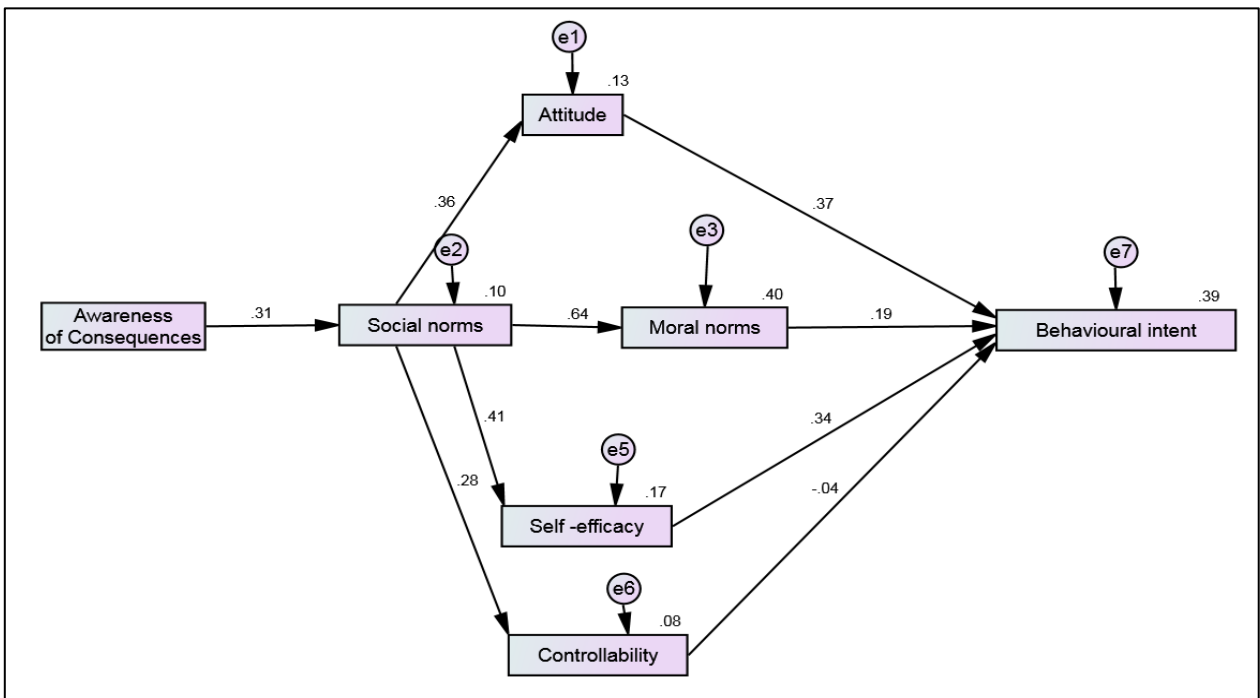 e1
.13
Attitude
.36
.37
e2
e3
e7
.10
.40
.39
Awareness
of Consequences
.31
Social norms
.64
Moral norms
.19
Behavioural intent
.41
.34
e5
.28
.17
-.04
Self -efficacy
e6
.08
Controllability